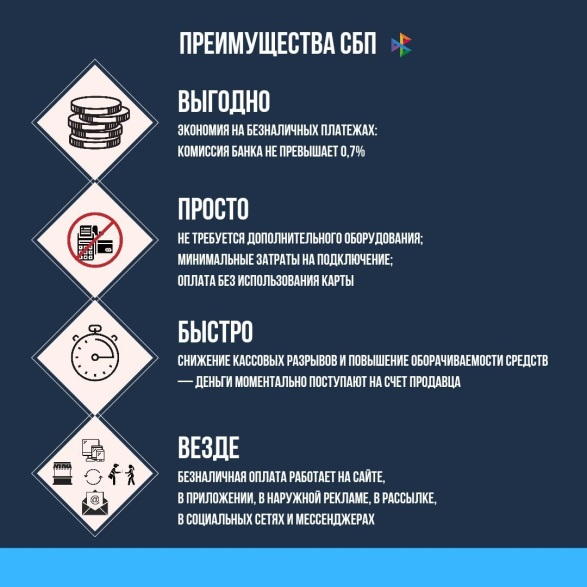 ПРЕИМУЩЕСТВА СБП
ВЫГОДНО
ЭКОНОМИЯ НА БЕЗНАЛИЧНЫХ ПЛАТЕЖАХ:
КОМИССИЯ БАНКА НЕ ПРЕВЫШАЕТ 0,7%
ПРОСТО
НЕ ТРЕБУЕТСЯ ДОПОЛНИТЕЛЬНОГО ОБОРУДОВАНИЯ;
МИНИМАЛЬНЫЕ ЗАТРАТЫ НА ПОДКЛЮЧЕНИЕ;
ОПЛАТА БЕЗ ИСПОЛЬЗОВАНИЯ КАРТЫ
БЫСТРО
СНИЖЕНИЕ КАССОВЫХ РАЗРЫВОВ И ПОВЫШЕНИЕ ОБОРАЧИВАЕМОСТИ СРЕДСТВ
— ДЕНЬГИ МОМЕНТАЛЬНО ПОСТУПАЮТ НА СЧЕТ ПРОДАВЦА
ВЕЗДЕ
БЕЗНАЛИЧНАЯ ОПЛАТА РАБОТАЕТ НА САЙТЕ,
В ПРИЛОЖЕНИИ, В НАРУЖНОЙ РЕКЛАМЕ, В РАССЫЛКЕ,
В СОЦИАЛЬНЫХ СЕТЯХ И МЕССЕНДЖЕРАХ